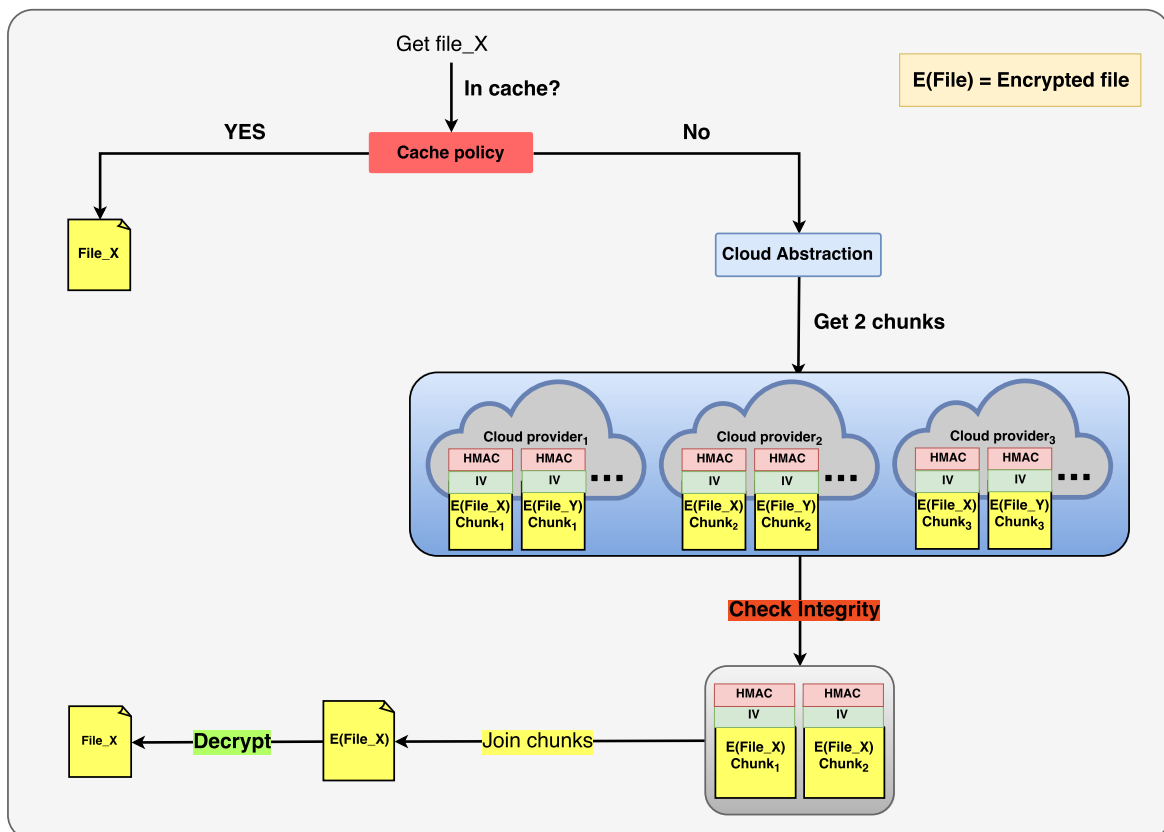 Get file_X
In cache?
E(File) = Encrypted file
YES
No
Cache policy
File_X
Cloud Abstraction
Get 2 chunks
Cloud provider₁
HMAC
HMAC
IV
IV
...
E(File_X)
Chunk₁
E(File_Y)
Chunk₁
Cloud provider₂
HMAC
HMAC
IV
IV
...
E(File_X)
Chunk₂
E(File_Y)
Chunk₂
Cloud provider₃
HMAC
HMAC
IV
IV
...
E(File_X)
Chunk₃
E(File_Y)
Chunk₃
Check Integrity
HMAC
HMAC
IV
IV
E(File_X)
Chunk₁
E(File_X)
Chunk₂
Join chunks
E(File_X)
Decrypt
File_X